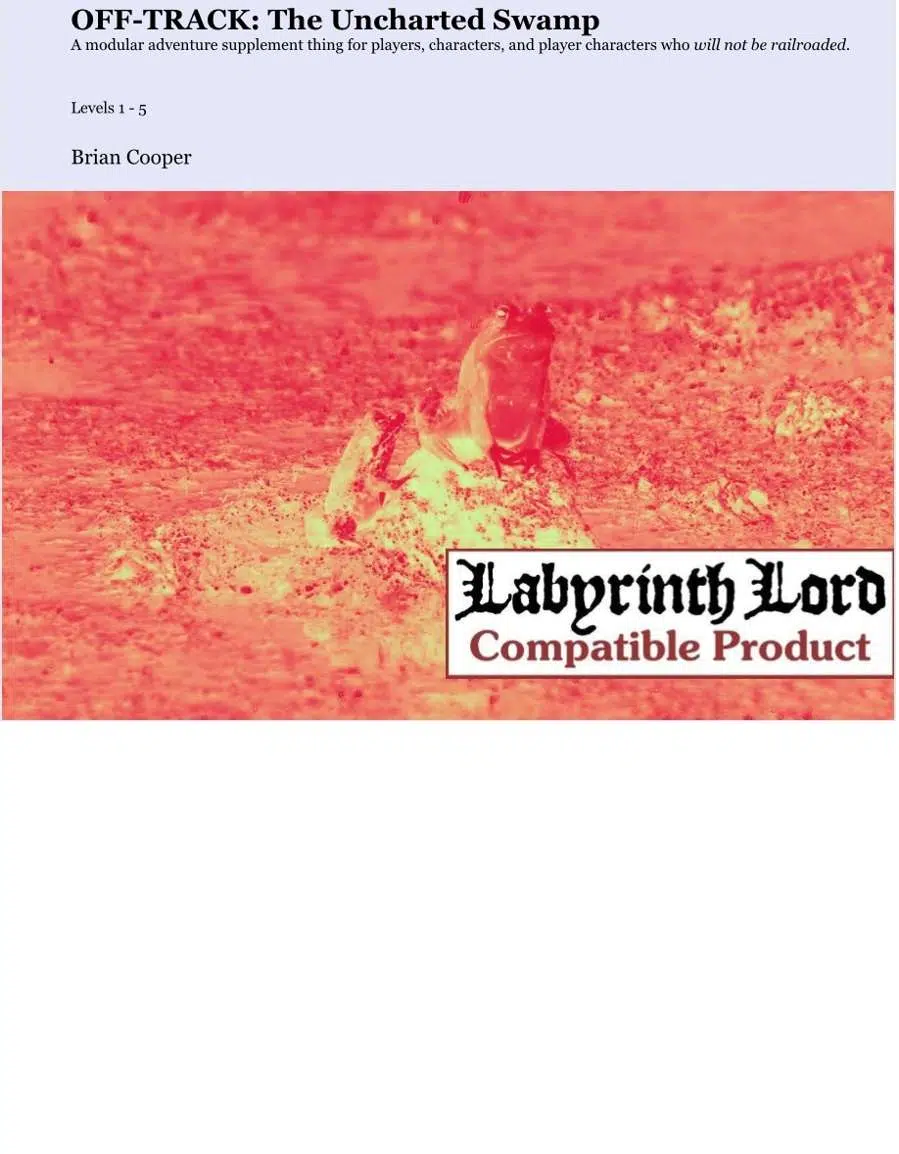 OFF-TRACK: The Uncharted Swamp
A modular adventure supplement thing for players, characters, and player characters who will not be railroaded.
Levels 1 - 5
Brian Cooper
Labyrinth Lord
Compatible Product